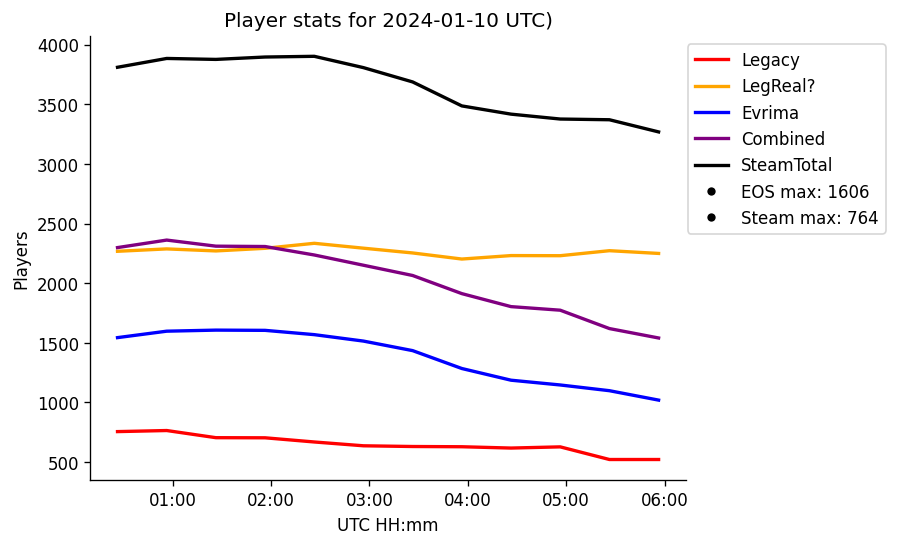 Player stats for 2024-01-10 UTC)
4000
3500
3000
2500
2000
1500
1000
500
Players
01:00 02:00 03:00 04:00 05:00 06:00
UTC HH:mm
Legacy
LegReal?
Evrima
Combined
SteamTotal
EOS max: 1606
Steam max: 764